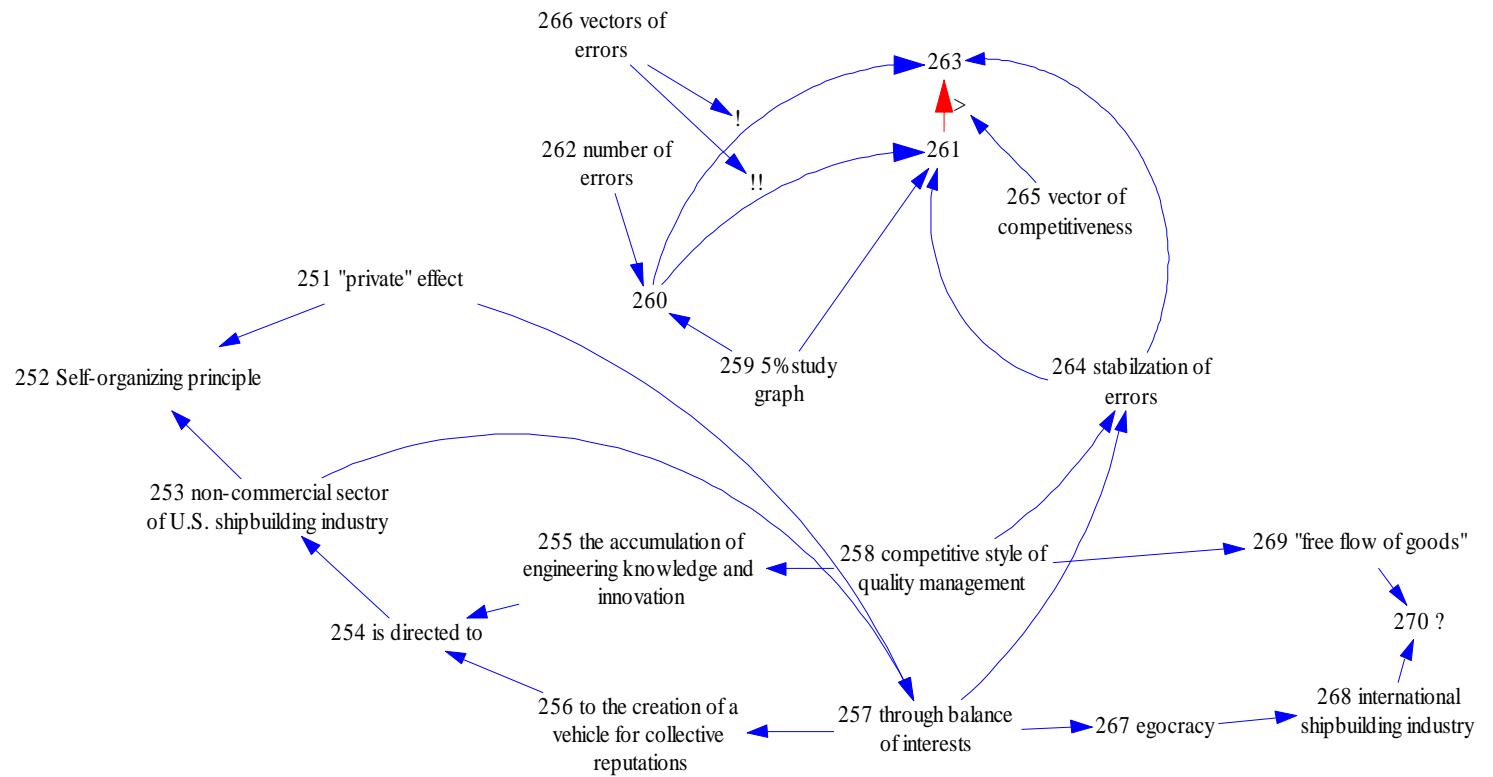 266 vectors of
errors
263
!
>
262 number of
errors
261
!!
265 vector of
competitiveness
251 "private" effect
260
259 5%study
graph
264 stabilzation of
errors
252 Self-organizing principle
253 non-commercial sector
of U.S. shipbuilding industry
255 the accumulation of
engineering knowledge and
innovation
258 competitive style of
quality management
269 "free flow of goods"
254 is directed to
270 ?
256 to the creation of a
vehicle for collective
reputations
257 through balance
of interests
267 egocracy
268 international
shipbuilding industry